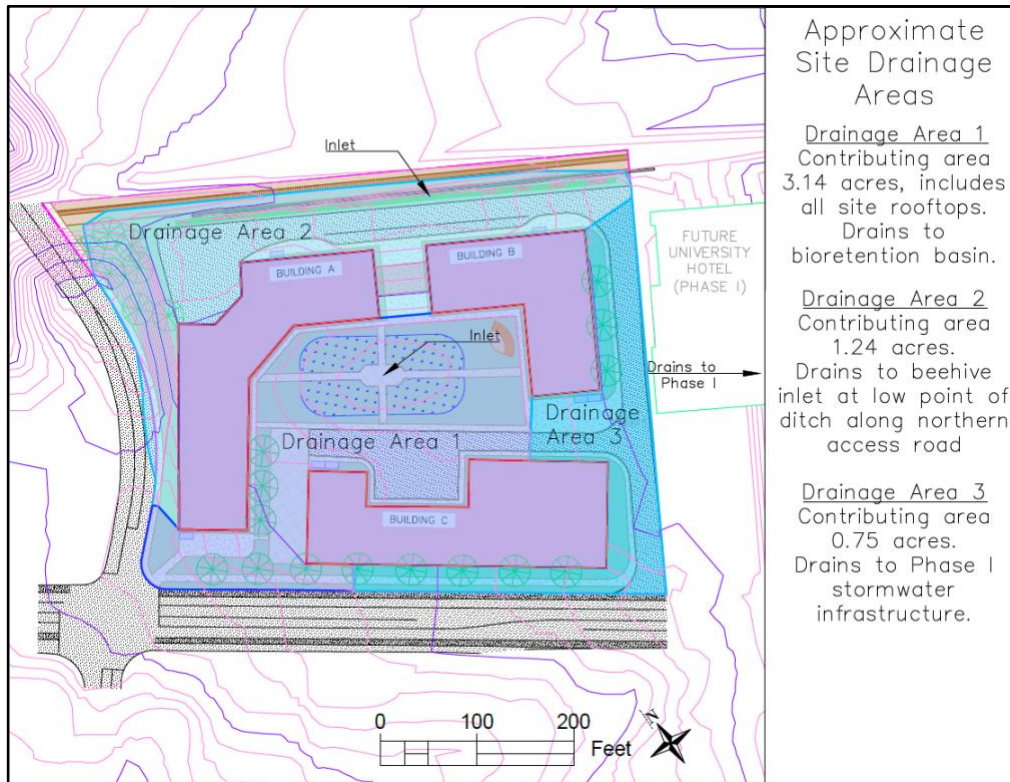 Inlet
Drainage Area 2
BUILDING A
BUILDING B
FUTURE
UNIVERSITY
HOTEL
(PHASE I)
Inlet
Drains to
Phase I
Drainage
Area 3
Drainage Area 1
BUILDING C
0 100 200
Feet
N
Approximate
Site Drainage
Areas
Drainage Area 1
Contributing area
3.14 acres, includes
all site rooftops.
Drains to
bioretention basin.
Drainage Area 2
Contributing area
1.24 acres.
Drains to beehive
inlet at low point of
ditch along northern
access road
Drainage Area 3
Contributing area
0.75 acres.
Drains to Phase I
stormwater
infrastructure.